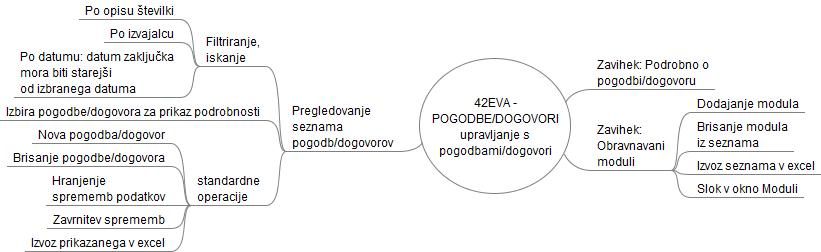 Po opisu številki
Po izvajalcu
Po datumu: datum zaključka
mora biti starejši
od izbranega datuma
Filtriranje,
iskanje
Izbira pogodbe/dogovora za prikaz podrobnosti
Nova pogodba/dogovor
Brisanje pogodbe/dogovora
Hranjenje
sprememb podatkov
Zavrnitev sprememb
Izvoz prikazanega v excel
standardne
operacije
Pregledovanje
seznama
pogodb/dogovorov
42EVA -
POGODBE/DOGOVORI
upravljanje s
pogodbami/dogovori
Zavihek: Podrobno o
pogodbi/dogovoru
Zavihek:
Obravnavani
moduli
Dodajanje modula
Brisanje modula
iz seznama
Izvoz seznama v excel
Slok v okno Moduli